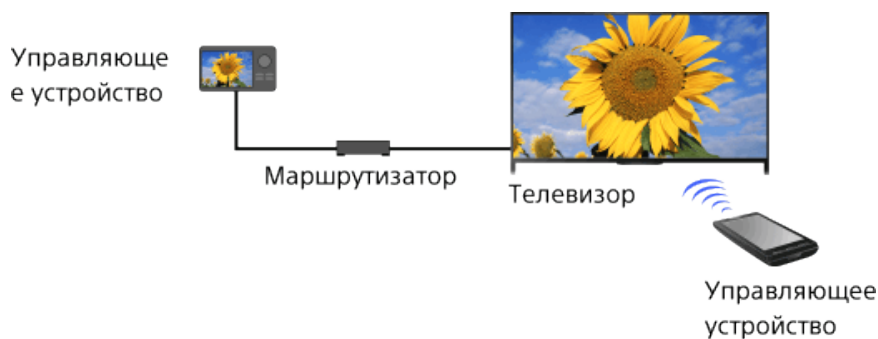 Управляюще
е устройство
Маршрутизатор
Телевизор
Управляющее
устройство